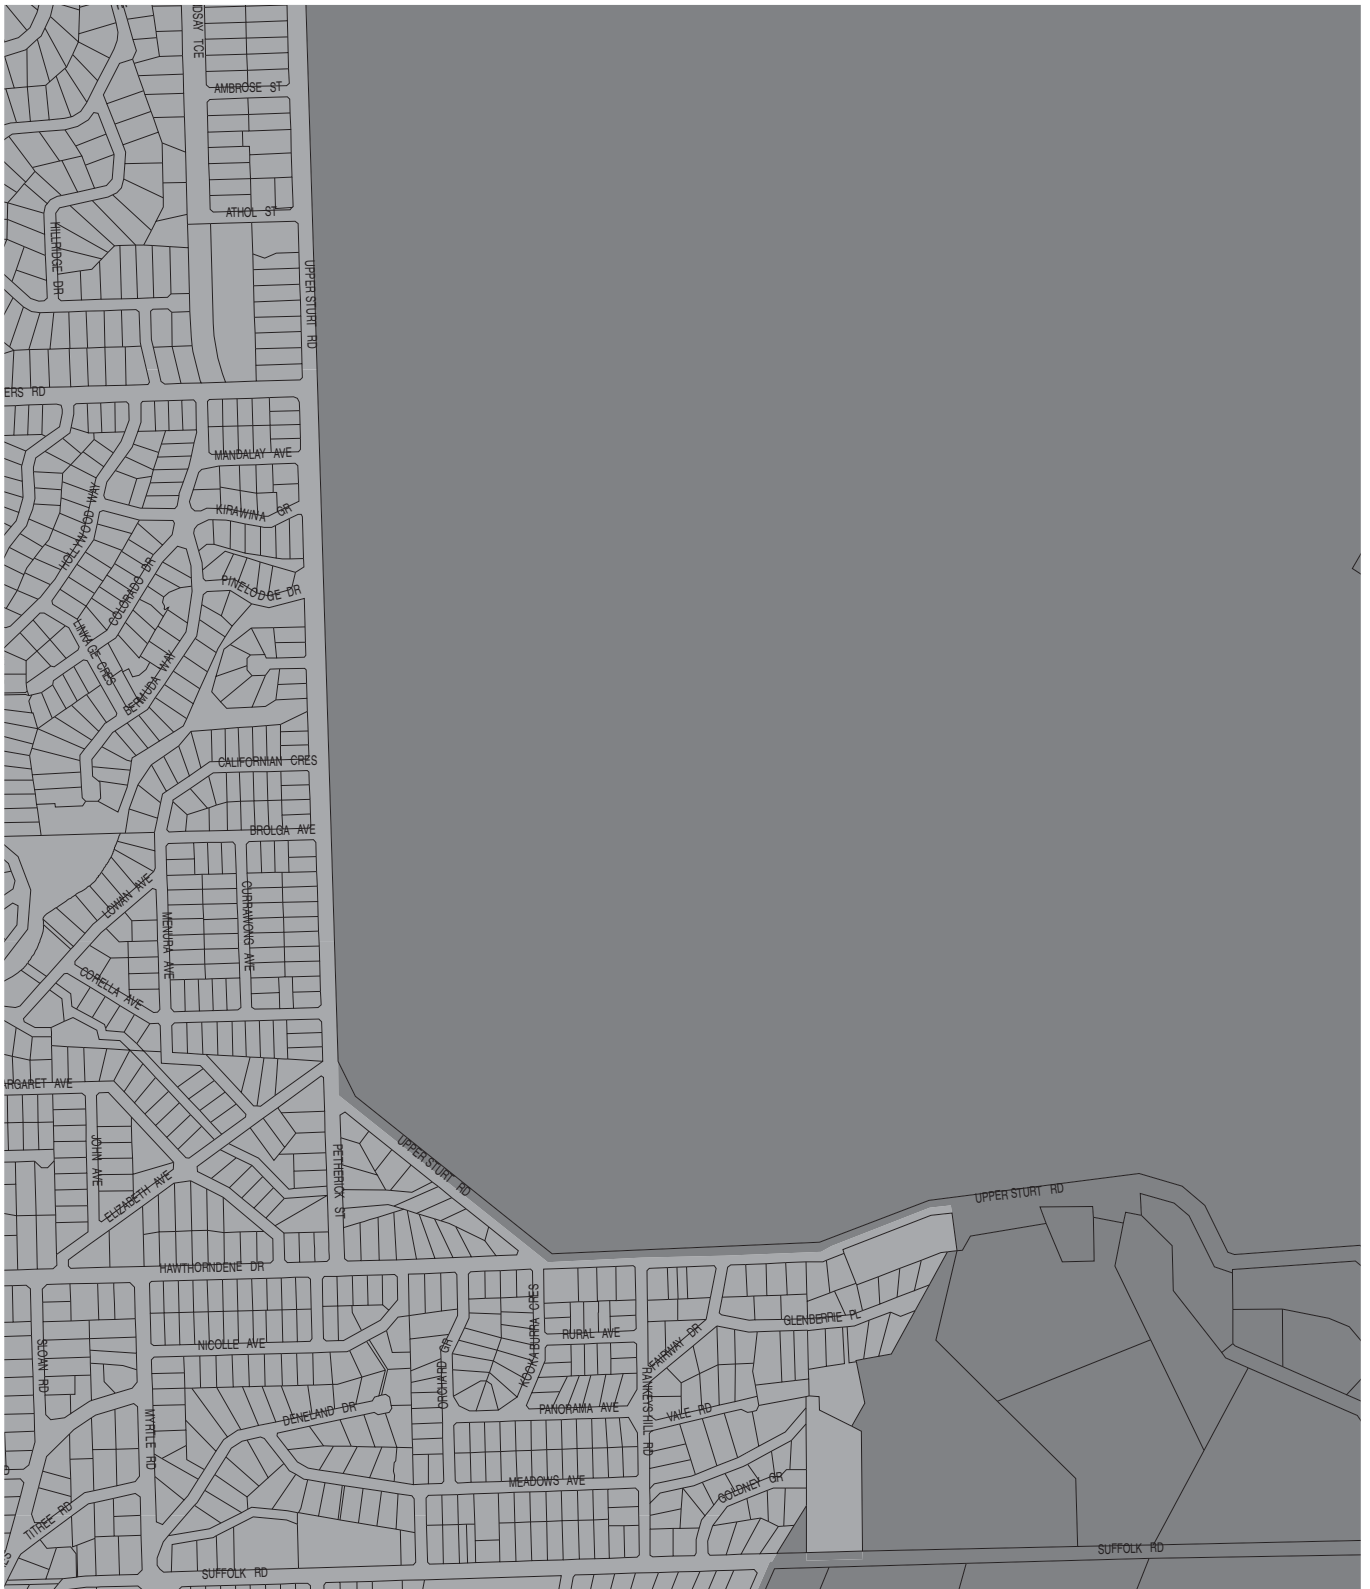 AMBROSE ST
ATHOL ST
HILLRIDGE DR
UPPER STURT RD
ERS RD
MANDALAY AVE
KIRAWINA GR
HOLLYWOOD WAY
COLORADO DR
PINELODGE DR
LINKAGE CRES
BERMUDA WAY
CALIFORNIAN CRES
BROLGA AVE
LOWAN AVE
CURRAWONG AVE
MENURA AVE
CORELLA AVE
ARGARET AVE
JOHN AVE
PETHERICK ST
UPPER STURT RD
ELIZABETH AVE
UPPER STURT RD
HAWTHORNDENE DR
GLENBERRIE PL
NICOLLE AVE
KOOKABURRA CRES
RURAL AVE
FAIRWAY DR
SLOAN RD
ORCHARD GR
HANKEYS HILL RD
DENELAND DR
PANORAMA AVE
VALE RD
MYRTLE RD
MEADOWS AVE
GOLDNEY GR
TITREE RD
SUFFOLK RD
SUFFOLK RD
DSAY TCE